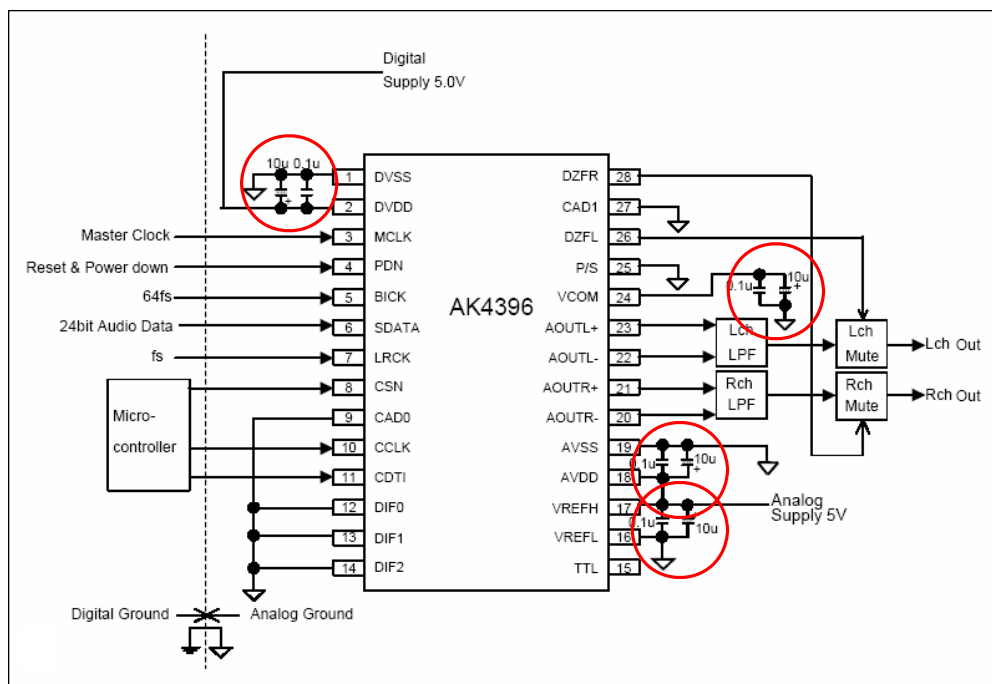 Digital
Supply 5.0V
10u 0.1u
+
1 DVSS DZFR 28
2 DVDD CAD1 27
Master Clock 3 MCLK DZFL 26
Reset & Power down 4 PDN P/S 25
64fs 5 BICK VCOM 24
0.1u 10u
+
AK4396
24bit Audio Data 6 SDATA AOUTL+ 23
Lch
LPF
Lch
Mute
Lch Out
fs 7 LRCK AOUTL- 22
8 CSN AOUTR+ 21
Rch
LPF
Rch
Mute
Rch Out
Micro-
controller
9 CAD0 AOUTR- 20
10 CCLK AVSS 19
0.1u 10u
+
11 CDTI AVDD 18
12 DIF0 VREFH 17
Analog
Supply 5V
0.1u 10u
13 DIF1 VREFL 16
14 DIF2 TTL 15
Digital Ground Analog Ground